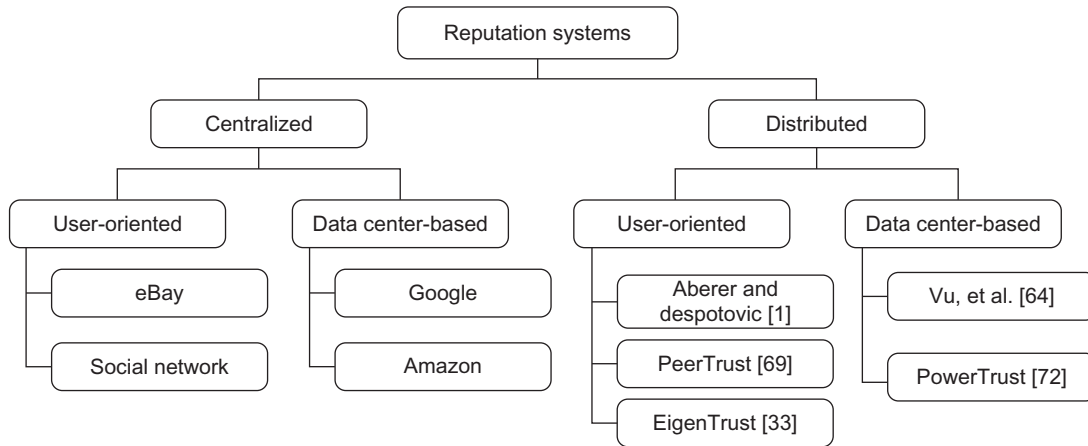 Reputation systems
Centralized
Distributed
User-oriented
Data center-based
User-oriented
Data center-based
eBay
Google
Aberer and
despotovic [1]
Vu, et al. [64]
Social network
Amazon
PeerTrust [69]
PowerTrust [72]
EigenTrust [33]